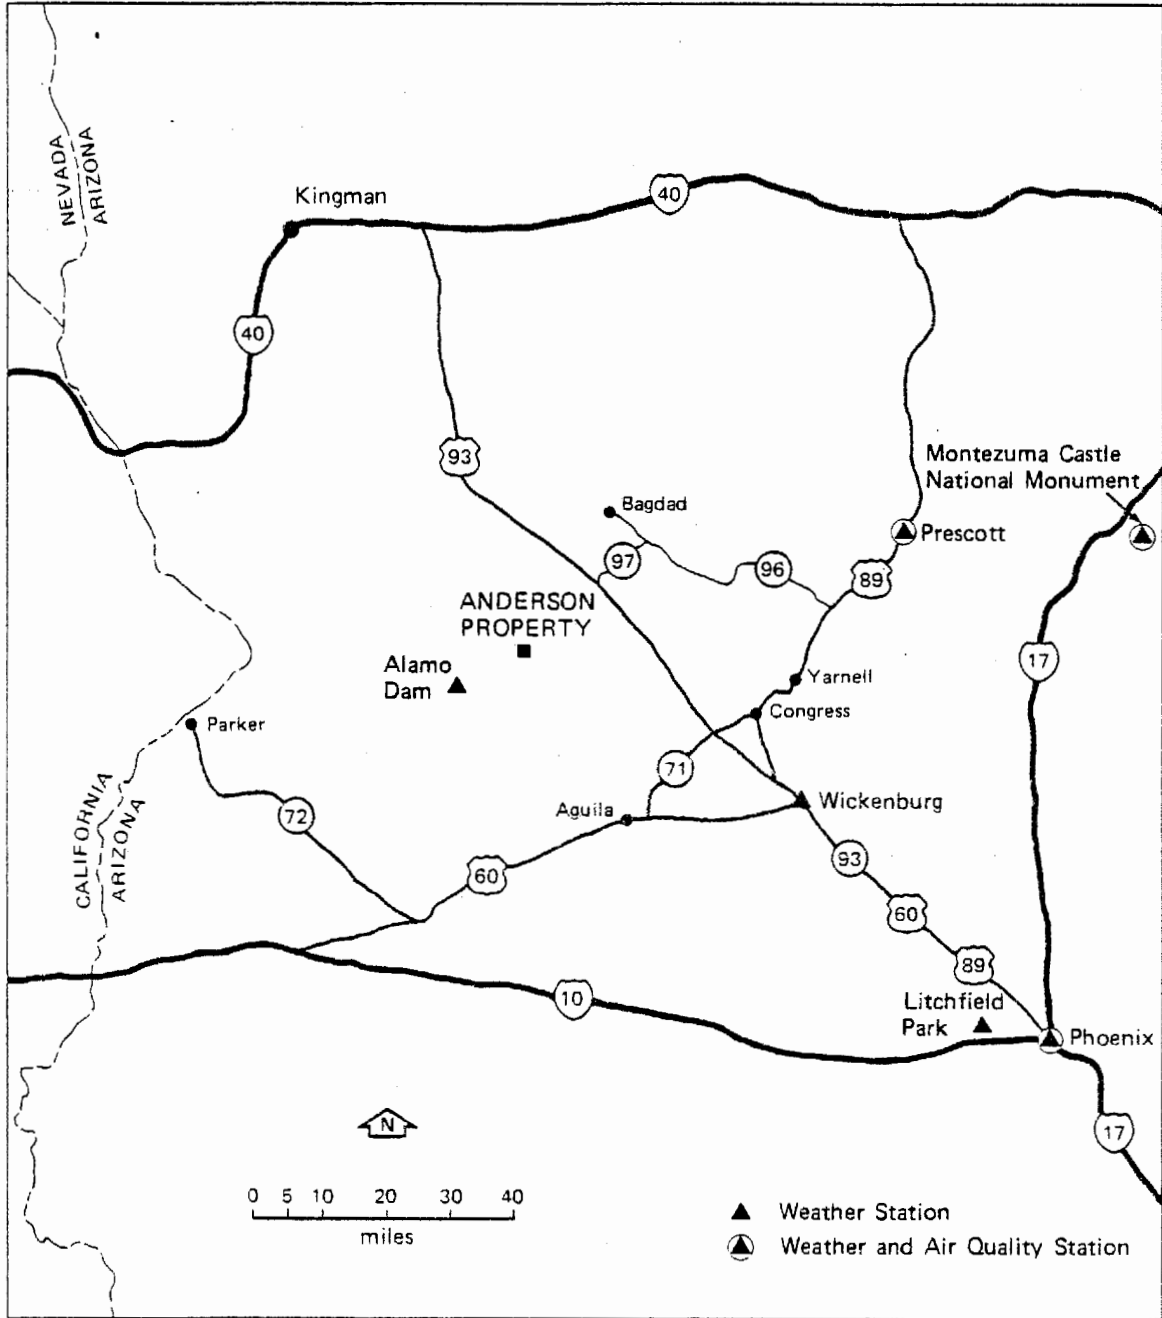 NEVADA
ARIZONA
Kingman
40
40
93
Montezuma Castle
National Monument
Bagdad
Prescott
97
96
89
ANDERSON
PROPERTY
17
Alamo
Dam
Yarnell
Congress
Parker
71
CALIFORNIA
ARIZONA
72
Aguila
Wickenburg
93
60
60
89
10
Litchfield
Park
Phoenix
N
17
0 5 10 20 30 40
miles
Weather Station
Weather and Air Quality Station